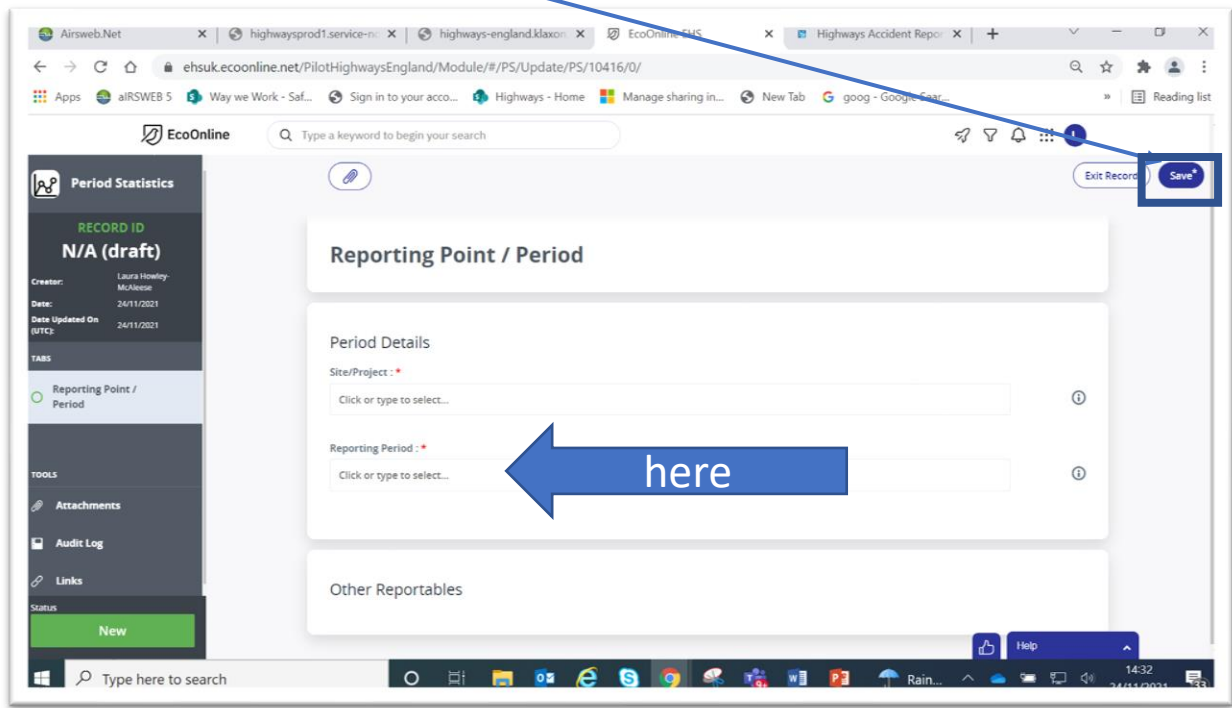 Airsweb.Net
highwaysprod1.service-no
highways-england.klaxon.
EcoOnline EHS
Highways Accident Repor
ehsuk.ecoonline.net/PilotHighwaysEngland/Module/#/PS/Update/PS/10416/0/
Apps aIRSWEB 5 Way we Work - Saf... Sign in to your acco... Highways - Home Manage sharing in... New Tab goog - Google Sear... » Reading list
EcoOnline Type a keyword to begin your search
Period Statistics
Exit Record Save*
RECORD ID
N/A (draft)
Creator: Laura Howley-
McAleese
Date: 24/11/2021
Date Updated On
(UTC): 24/11/2021
TABS
Reporting Point /
Period
TOOLS
Attachments
Audit Log
Links
Status
New
Reporting Point / Period
Period Details
Site/Project : *
Click or type to select...
Reporting Period : *
Click or type to select...
here
Other Reportables
Help
Type here to search
Rain...
14:32
24/11/2021
33